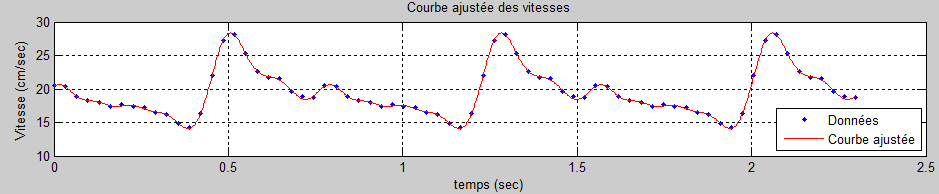 Courbe ajustée des vitesses
Vitesse (cm/sec)
30
25
20
15
10
0
0.5
1
1.5
2
2.5
temps (sec)
Données
Courbe ajustée